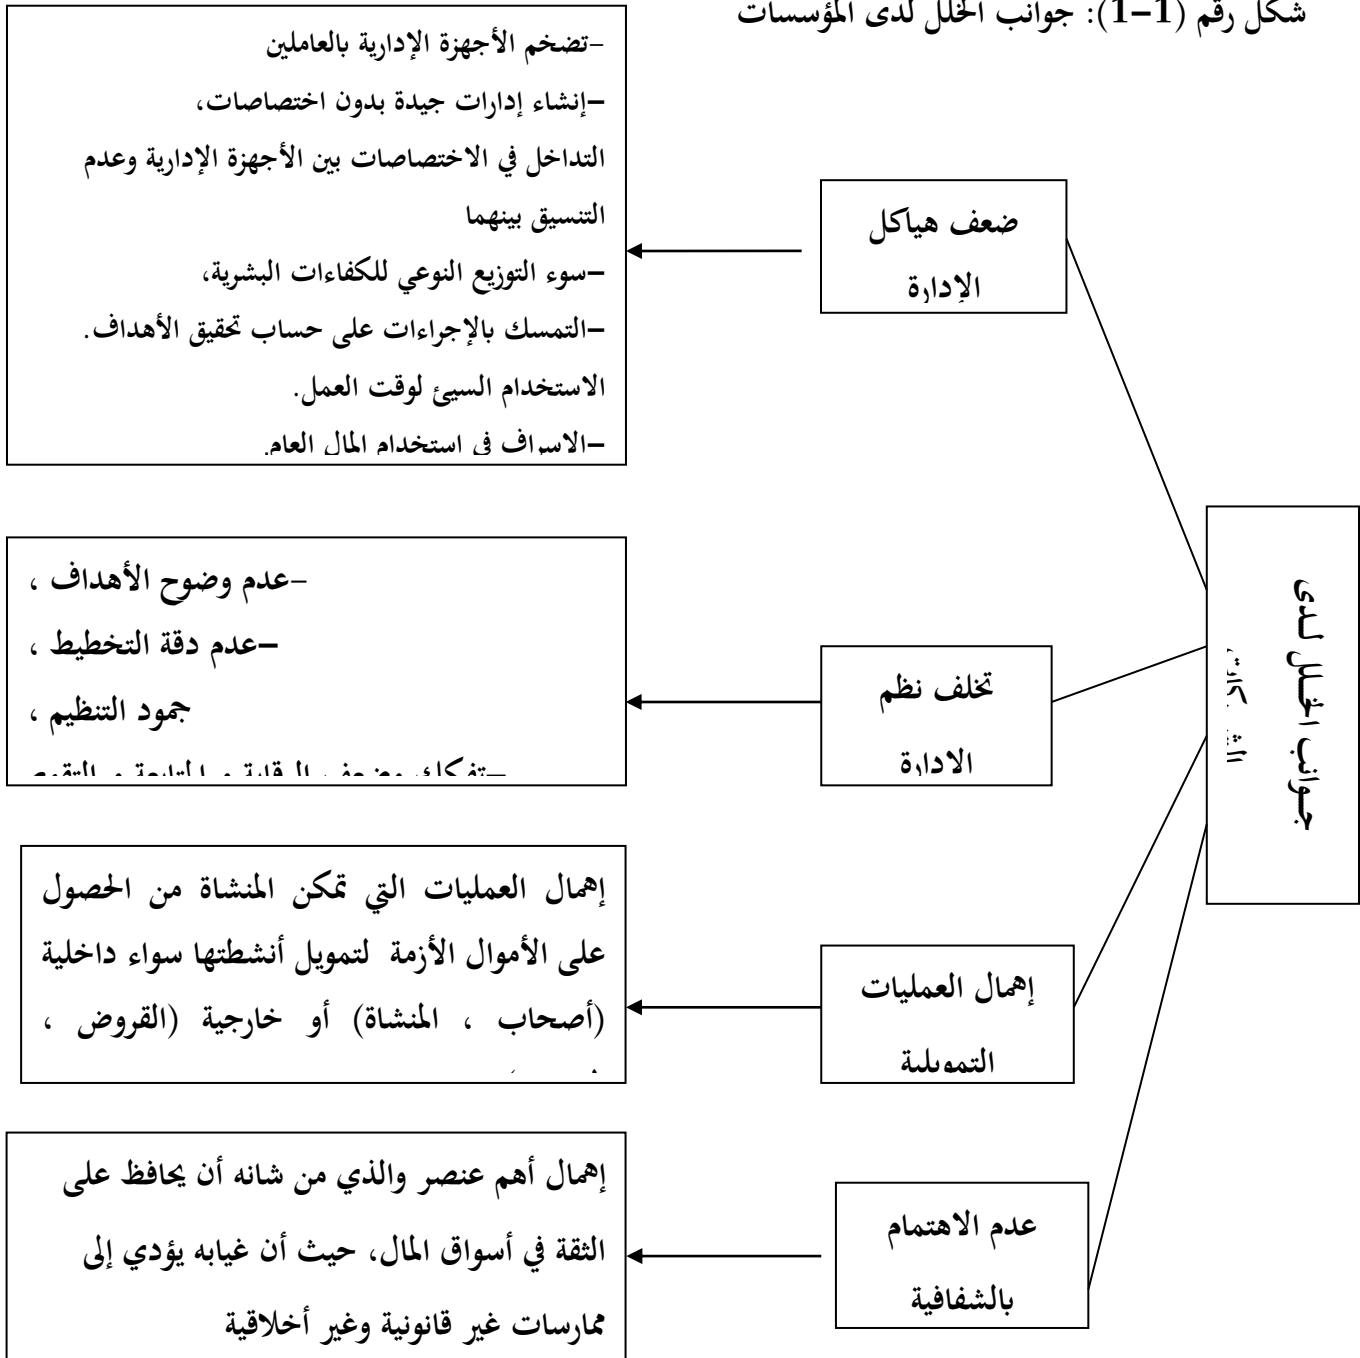 شكل رقم (1–1): جوانب الخلل لدى المؤسسات
-تضخم الأجهزة الإدارية بالعاملين
–إنشاء إدارات جيدة بدون اختصاصات،
التداخل في الاختصاصات بين الأجهزة الإدارية وعدم
التنسيق بينهما
–سوء التوزيع النوعي للكفاءات البشرية،
–التمسك بالإجراءات على حساب تحقيق الأهداف.
الاستخدام السيئ لوقت العمل.
–الاسراف في استخدام المال العام.
ضعف هياكل
الإدارة
جوانب الخلل لدى
-عدم وضوح الأهداف ،
–عدم دقة التخطيط ،
جمود التنظيم ،
–تفكك وضعف الرقابة و المتابعة و
تخلف نظم
الادارة
إهمال العمليات التي تمكن المنشاة من الحصول
على الأموال الأزمة لتمويل أنشطتها سواء داخلية
(أصحاب ، المنشاة) أو خارجية (القروض ،
إهمال العمليات
التمويلية
إهمال أهم عنصر والذي من شانه أن يحافظ على
الثقة في أسواق المال، حيث أن غيابه يؤدي إلى
ممارسات غير قانونية وغير أخلاقية
عدم الاهتمام
بالشفافية